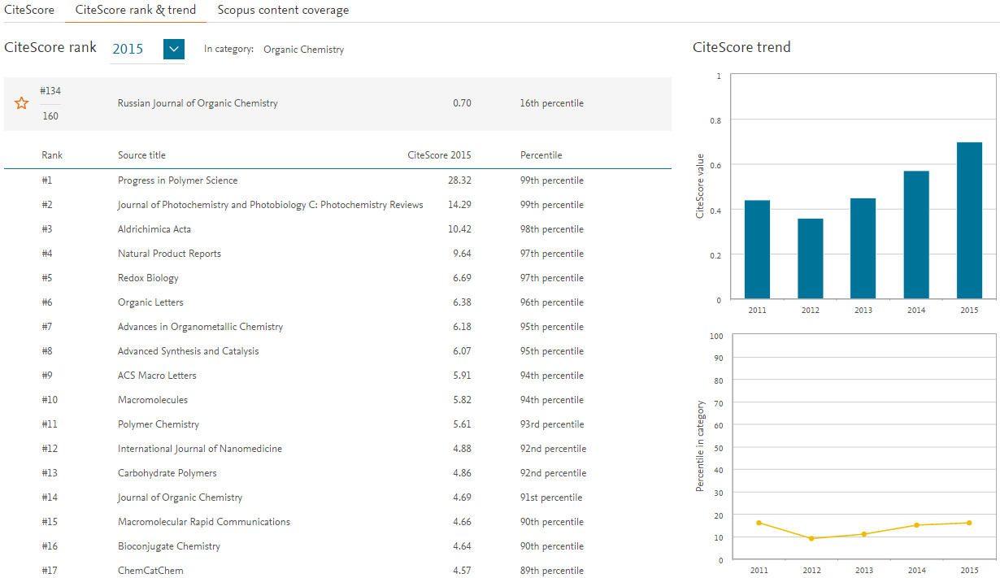 CiteScore CiteScore rank & trend Scopus content coverage
CiteScore rank 2015 In category: Organic Chemistry
#134
160
Russian Journal of Organic Chemistry 0.70 16th percentile
Rank Source title CiteScore 2015 Percentile
#1 Progress in Polymer Science 28.32 99th percentile
#2 Journal of Photochemistry and Photobiology C: Photochemistry Reviews 14.29 99th percentile
#3 Aldrichimica Acta 10.42 98th percentile
#4 Natural Product Reports 9.64 97th percentile
#5 Redox Biology 6.69 97th percentile
#6 Organic Letters 6.38 96th percentile
#7 Advances in Organometallic Chemistry 6.18 95th percentile
#8 Advanced Synthesis and Catalysis 6.07 95th percentile
#9 ACS Macro Letters 5.91 94th percentile
#10 Macromolecules 5.82 94th percentile
#11 Polymer Chemistry 5.61 93rd percentile
#12 International Journal of Nanomedicine 4.88 92nd percentile
#13 Carbohydrate Polymers 4.86 92nd percentile
#14 Journal of Organic Chemistry 4.69 91st percentile
#15 Macromolecular Rapid Communications 4.66 90th percentile
#16 Bioconjugate Chemistry 4.64 90th percentile
#17 ChemCatChem 4.57 89th percentile
CiteScore trend
CiteScore value
1
0.8
0.6
0.4
0.2
0
2011 2012 2013 2014 2015
Percentile in category
100
90
80
70
60
50
40
30
20
10
0
2011 2012 2013 2014 2015